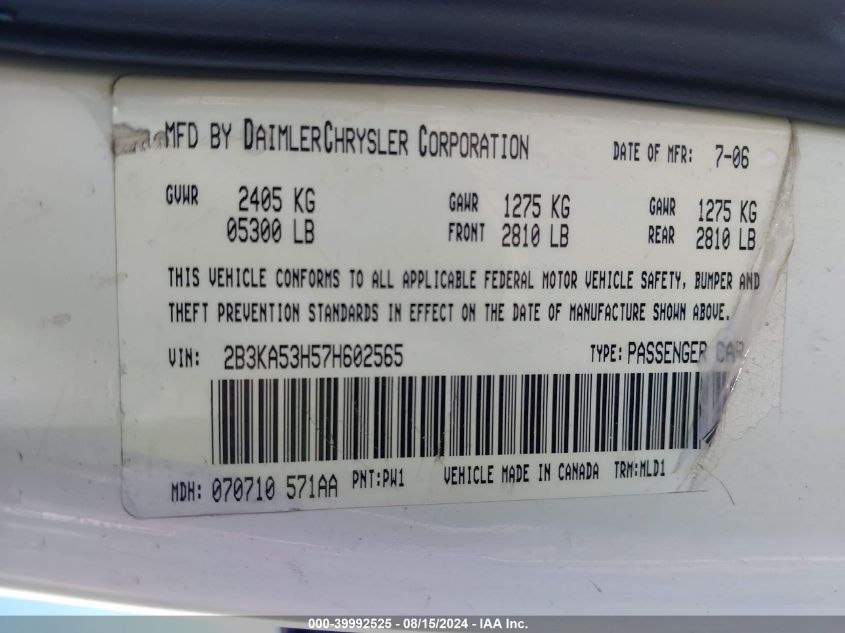 MFD BY DAIMLERCHRYSLER CORPORATION DATE OF MFR: 7-06
GVWR 2405 KG GAWR 1275 KG GAWR 1275 KG
05300 LB FRONT 2810 LB REAR 2810 LB
THIS VEHICLE CONFORMS TO ALL APPLICABLE FEDERAL MOTOR VEHICLE SAFETY, BUMPER AND
THEFT PREVENTION STANDARDS IN EFFECT ON THE DATE OF MANUFACTURE SHOWN ABOVE.
VIN: 2B3KA53H57H602565 TYPE: PASSENGER CAR
MDH: 070710 571AA PNT:PW1 VEHICLE MADE IN CANADA TRM:MLD1
000-39992525 - 08/15/2024 - IAA Inc.